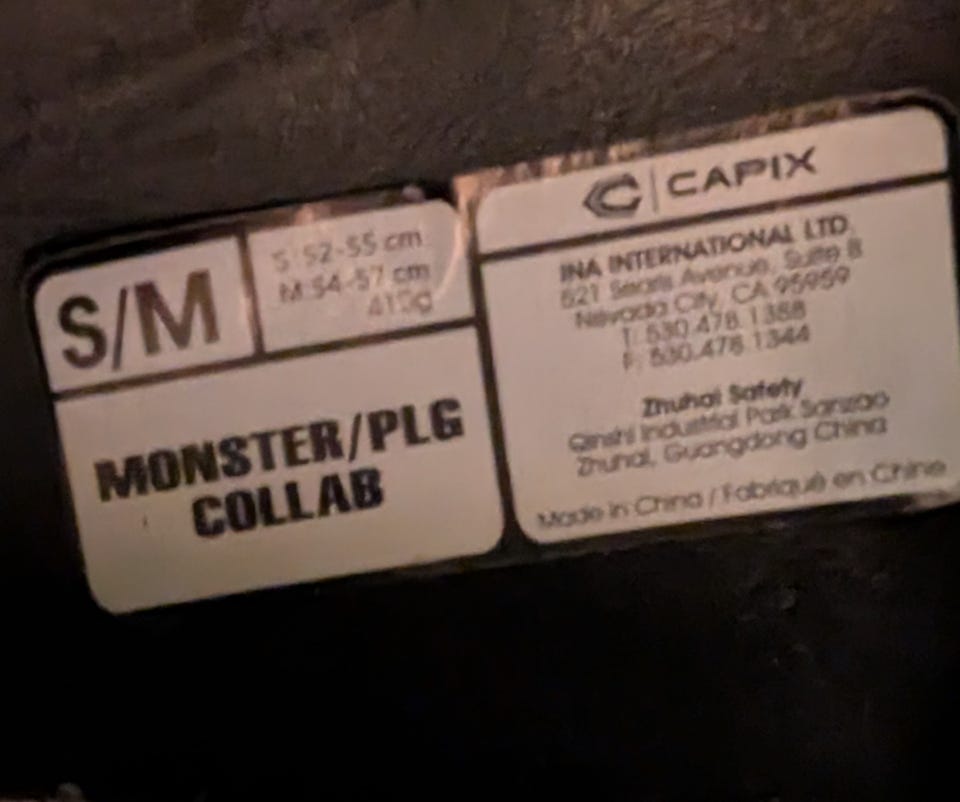 S/M
S: 52-55 cm
M: 54-57 cm
MONSTER/PLG
COLLAB
CAPIX
INA INTERNATIONAL LTD.
521 Searls Avenue, Suite B
Nevada City, CA 95959
T: 530.478.1388
F: 530.478.1344
Zhuhai Safety
Qinshi Industrial Park Sanzao
Zhuhai, Guangdong China
Made in China / Fabriqué en Chine